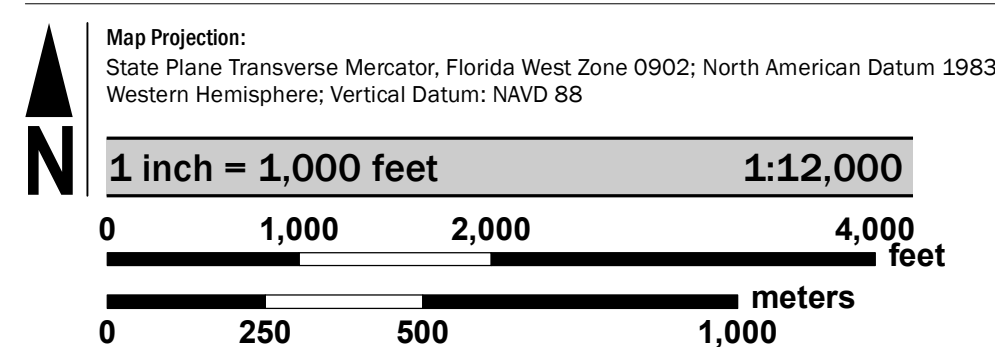 Map Projection:
State Plane Transverse Mercator, Florida West Zone 0902; North American Datum 1983
Western Hemisphere; Vertical Datum: NAVD 88
N
1 inch = 1,000 feet 1:12,000
0 1,000 2,000 4,000
feet
meters
0 250 500 1,000